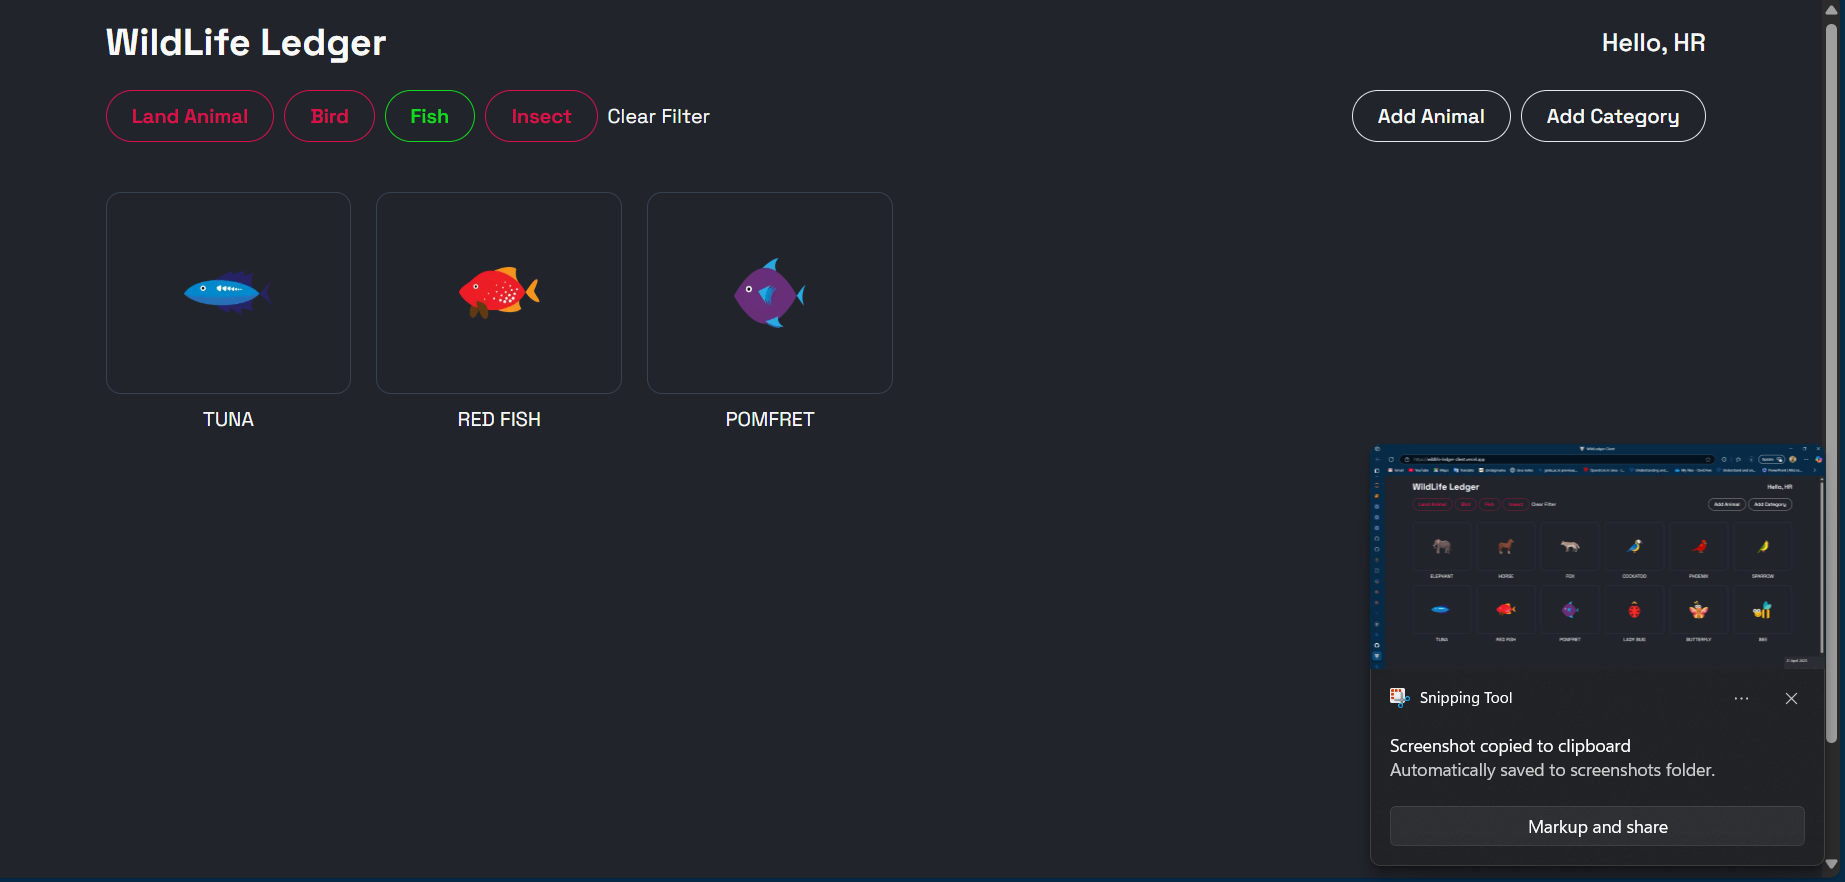 WildLife Ledger
Hello, HR
Land Animal Bird Fish Insect Clear Filter
Add Animal Add Category
TUNA RED FISH POMFRET
WildLife Ledger
Hello, HR
Land Animal Bird Fish Insect Clear Filter
Add Animal Add Category
ELEPHANT HORSE FOX COCKATOO PHOENIX SPARROW
TUNA RED FISH POMFRET LADY BUG BUTTERFLY BEE
Snipping Tool
Screenshot copied to clipboard
Automatically saved to screenshots folder.
Markup and share